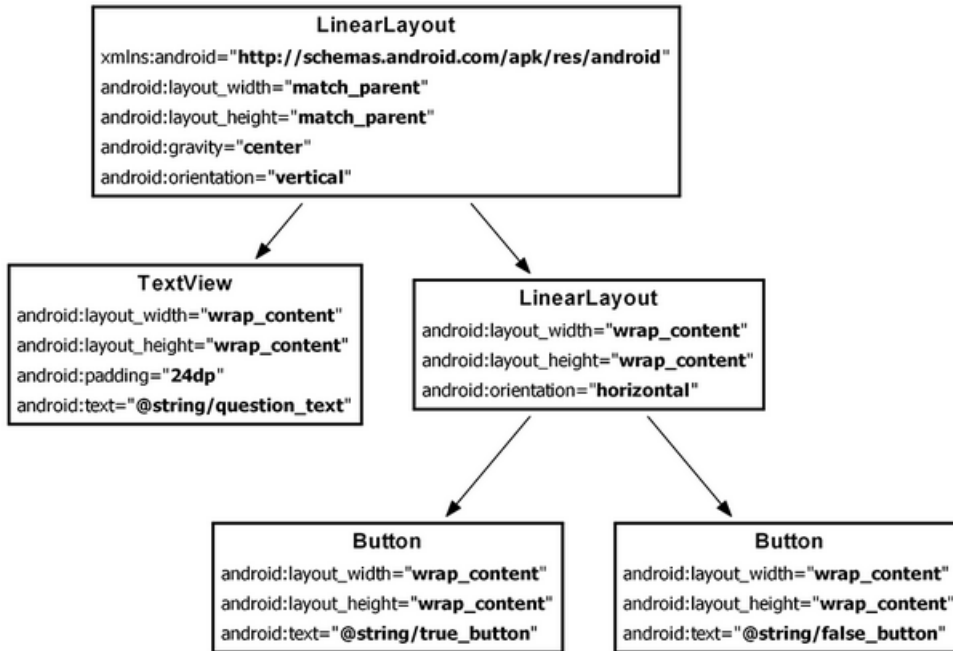 LinearLayout
xmlns:android="http://schemas.android.com/apk/res/android"
android:layout_width="match_parent"
android:layout_height="match_parent"
android:gravity="center"
android:orientation="vertical"
TextView
android:layout_width="wrap_content"
android:layout_height="wrap_content"
android:padding="24dp"
android:text="@string/question_text"
LinearLayout
android:layout_width="wrap_content"
android:layout_height="wrap_content"
android:orientation="horizontal"
Button
android:layout_width="wrap_content"
android:layout_height="wrap_content"
android:text="@string/true_button"
Button
android:layout_width="wrap_content"
android:layout_height="wrap_content"
android:text="@string/false_button"